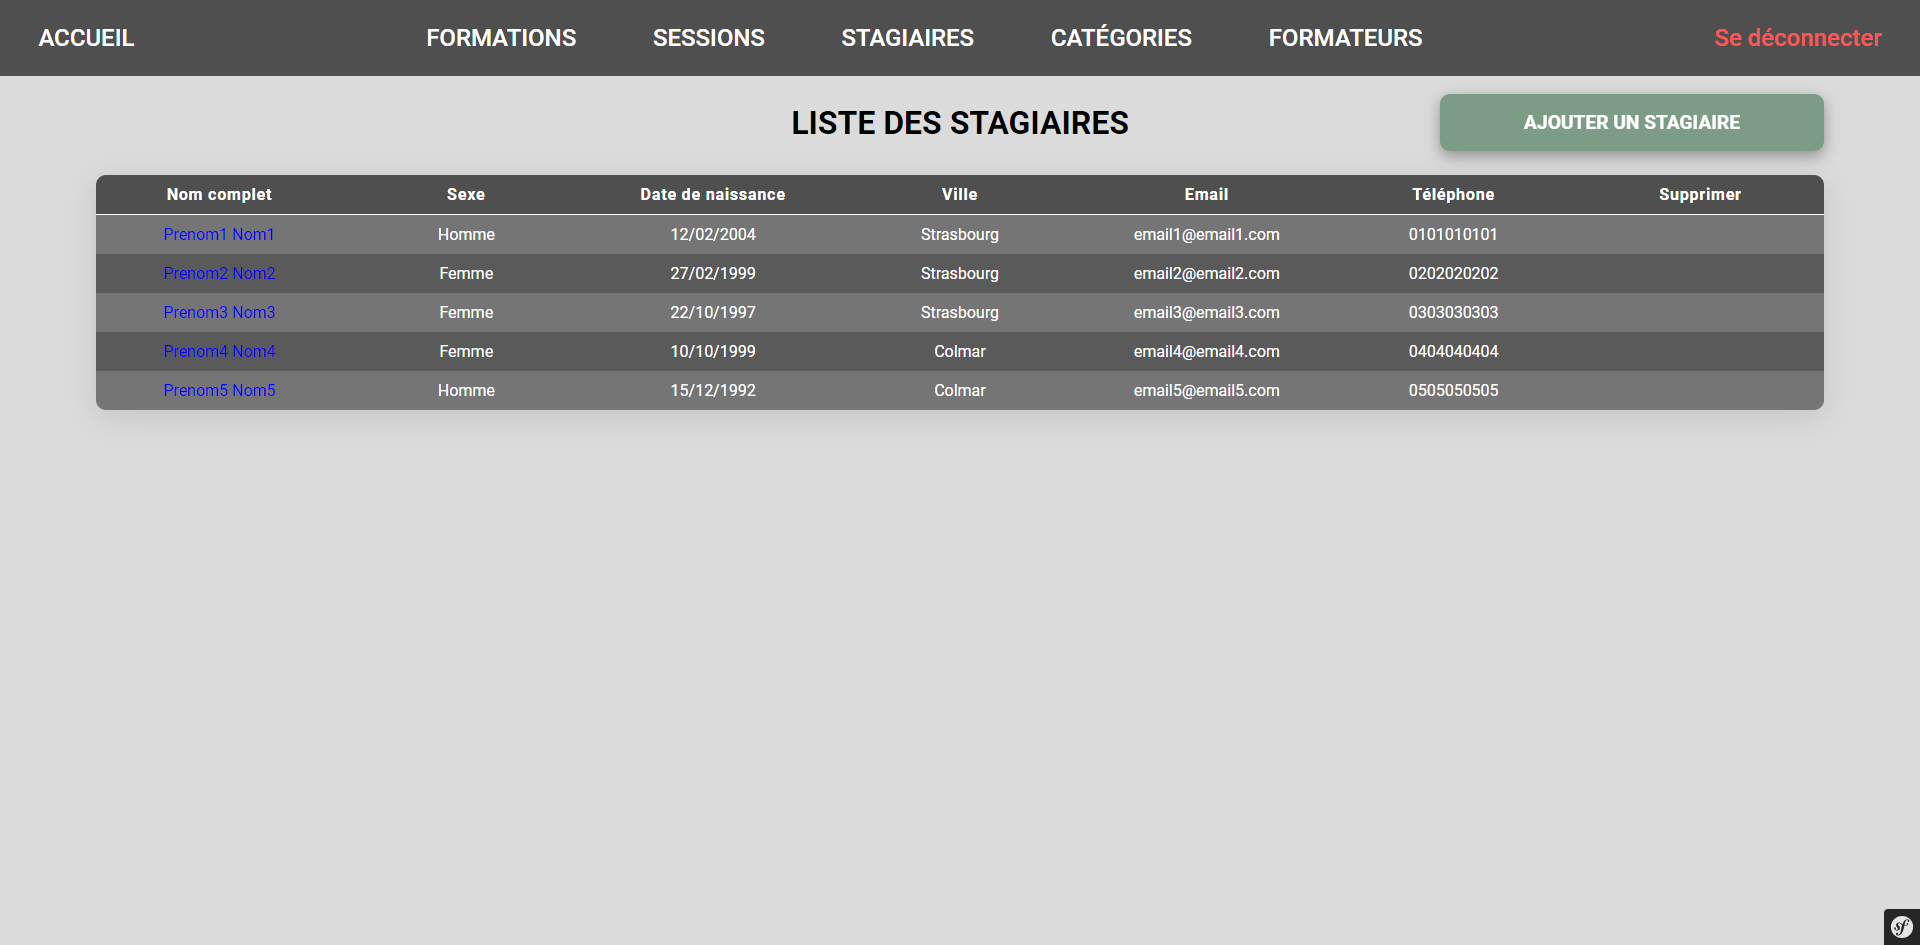 ACCUEIL FORMATIONS SESSIONS STAGIAIRES CATÉGORIES FORMATEURS Se déconnecter
LISTE DES STAGIAIRES AJOUTER UN STAGIAIRE
Nom complet Sexe Date de naissance Ville Email Téléphone Supprimer
Prenom1 Nom1 Homme 12/02/2004 Strasbourg email1@email1.com 0101010101
Prenom2 Nom2 Femme 27/02/1999 Strasbourg email2@email2.com 0202020202
Prenom3 Nom3 Femme 22/10/1997 Strasbourg email3@email3.com 0303030303
Prenom4 Nom4 Femme 10/10/1999 Colmar email4@email4.com 0404040404
Prenom5 Nom5 Homme 15/12/1992 Colmar email5@email5.com 0505050505
sf